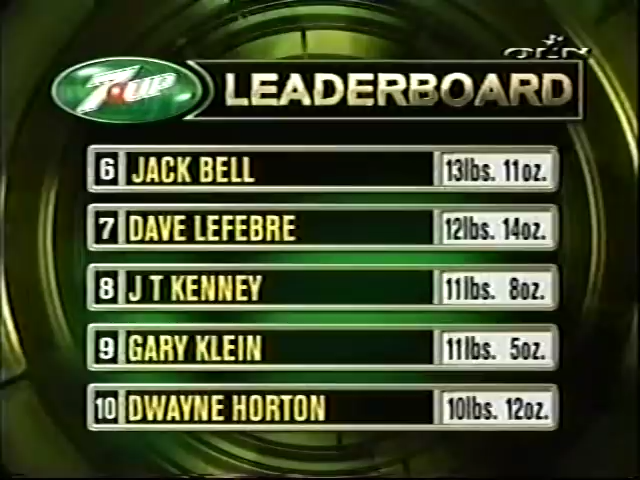 OLN
7UP LEADERBOARD
6 JACK BELL 13lbs. 11oz.
7 DAVE LEFEBRE 12lbs. 14oz.
8 J T KENNEY 11lbs. 8oz.
9 GARY KLEIN 11lbs. 5oz.
10 DWAYNE HORTON 10lbs. 12oz.